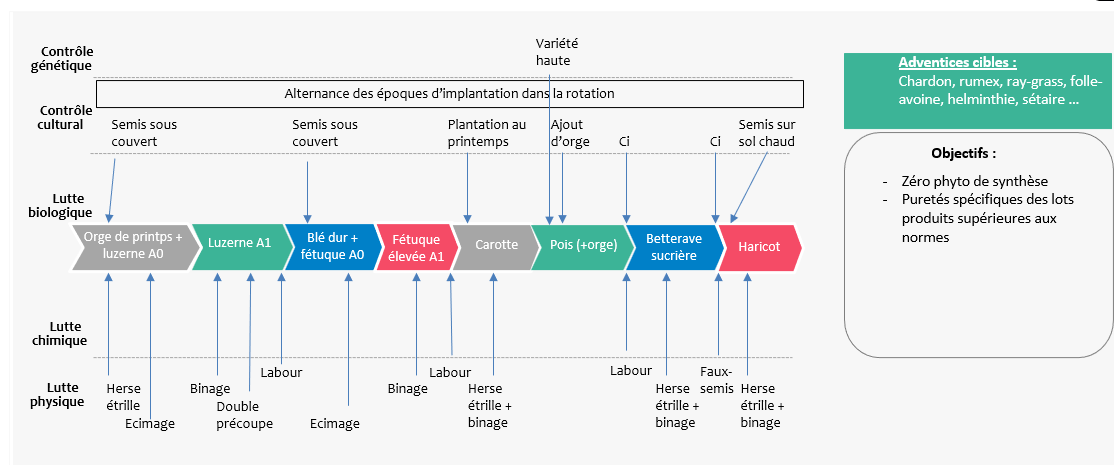 Contrôle
génétique
Variété
haute
Alternance des époques d'implantation dans la rotation
Contrôle
cultural
Semis sous
couvert
Semis sous
couvert
Plantation au
printemps
Ajout
d'orge
Ci
Ci
Semis sur
sol chaud
Lutte
biologique
Orge de printps +
luzerne A0
Luzerne A1
Blé dur +
fétuque A0
Fétuque
élevée A1
Carotte
Pois (+orge)
Betterave
sucrière
Haricot
Lutte
chimique
Lutte
physique
Herse
étrille
Ecimage
Binage
Double
précoupe
Labour
Ecimage
Binage
Labour
Herse
étrille +
binage
Labour
Herse
étrille +
binage
Faux-
semis
Herse
étrille +
binage
Adventices cibles :
Chardon, rumex, ray-grass, folle-
avoine, helminthie, sétaire ...
Objectifs :
- Zéro phyto de synthèse
- Puretés spécifiques des lots
produits supérieures aux
normes